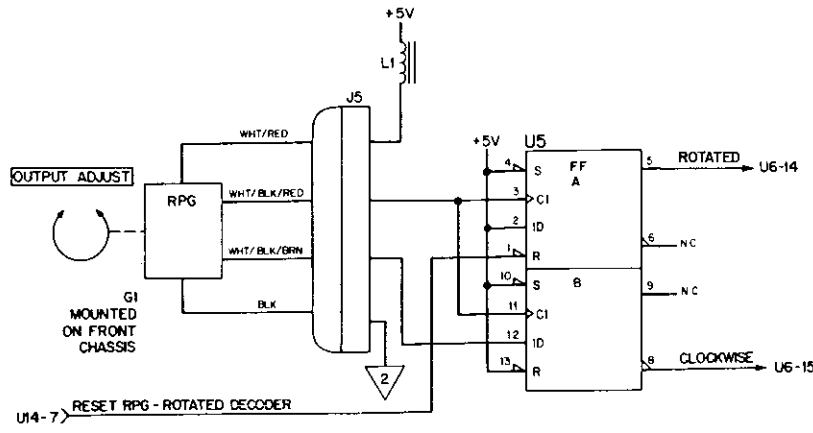 +5V
L1
J5
WHT/RED
+5V
U5
OUTPUT ADJUST
RPG
WHT/BLK/RED
WHT/BLK/BRN
BLK
G1
MOUNTED
ON FRONT
CHASSIS
2
4 S FF 5 ROTATED U6-14
A
3 C1
2 1D
1 R 6 NC
10 S B 9 NC
11 C1
12 1D
13 R 8 CLOCKWISE U6-15
U14-7 RESET RPG-ROTATED DECODER